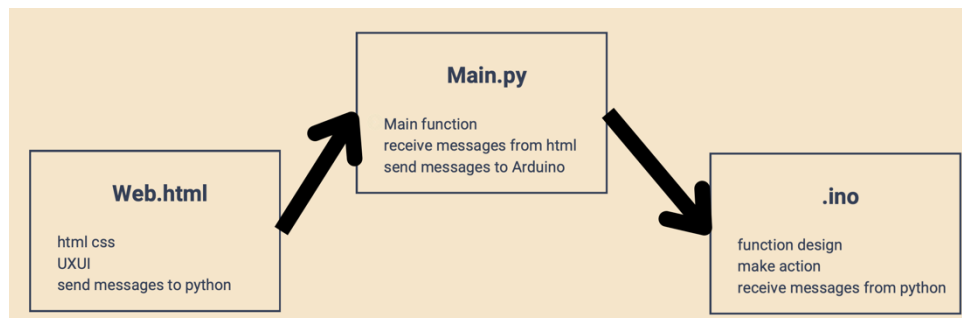 Web.html
html css
UXUI
send messages to python
Main.py
Main function
receive messages from html
send messages to Arduino
.ino
function design
make action
receive messages from python